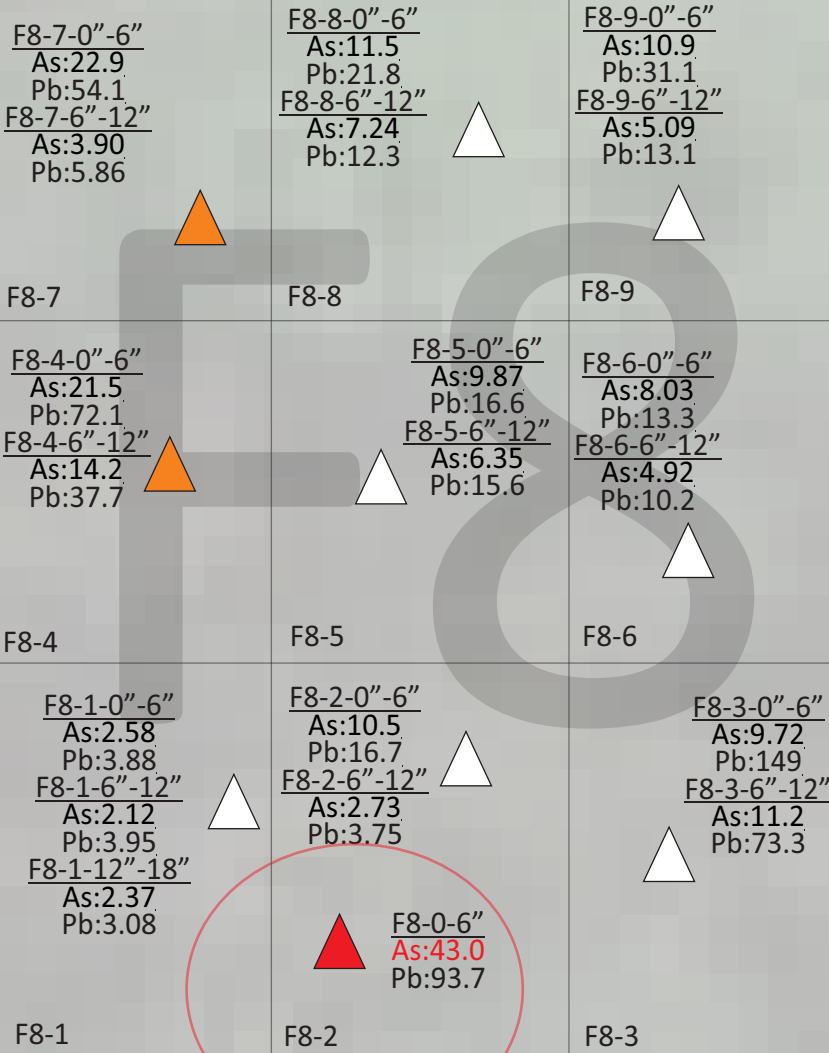 F8-7-0”-6”
As:22.9
Pb:54.1
F8-7-6”-12”
As:3.90
Pb:5.86
F8-7
F8-8-0”-6”
As:11.5
Pb:21.8
F8-8-6”-12”
As:7.24
Pb:12.3
F8-8
F8-9-0”-6”
As:10.9
Pb:31.1
F8-9-6”-12”
As:5.09
Pb:13.1
F8-9
F8
F8-4-0”-6”
As:21.5
Pb:72.1
F8-4-6”-12”
As:14.2
Pb:37.7
F8-4
F8-5-0”-6”
As:9.87
Pb:16.6
F8-5-6”-12”
As:6.35
Pb:15.6
F8-5
F8-6-0”-6”
As:8.03
Pb:13.3
F8-6-6”-12”
As:4.92
Pb:10.2
F8-6
F8-1-0”-6”
As:2.58
Pb:3.88
F8-1-6”-12”
As:2.12
Pb:3.95
F8-1-12”-18”
As:2.37
Pb:3.08
F8-1
F8-2-0”-6”
As:10.5
Pb:16.7
F8-2-6”-12”
As:2.73
Pb:3.75
F8-0-6”
As:43.0
Pb:93.7
F8-2
F8-3-0”-6”
As:9.72
Pb:149
F8-3-6”-12”
As:11.2
Pb:73.3
F8-3